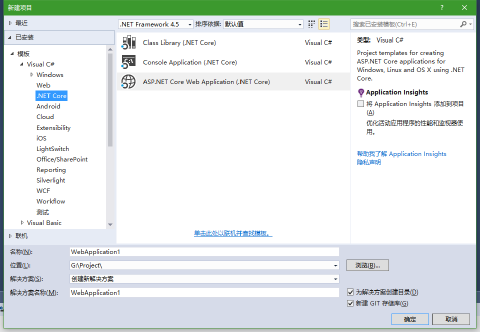 新建项目
? ×
最近
.NET Framework 4.5 排序依据: 默认值
搜索已安装模板(Ctrl+E)
已安装
模板
Visual C#
Windows
Web
.NET Core
Android
Cloud
Extensibility
iOS
LightSwitch
Office/SharePoint
Reporting
Silverlight
WCF
Workflow
测试
Visual Basic
联机
Class Library (.NET Core) Visual C#
Console Application (.NET Core) Visual C#
ASP.NET Core Web Application (.NET Core) Visual C#
单击此处以联机并查找模板。
类型: Visual C#
Project templates for creating
ASP.NET Core applications for
Windows, Linux and OS X using .NET
Core.
Application Insights
将 Application Insights 添加到项目
(A)
优化活动应用程序的性能和监视器使
用。
帮助我了解 Application Insights
隐私声明
名称(N): WebApplication1
位置(L): G:\Project\ 浏览(B)...
解决方案(S): 创建新解决方案
解决方案名称(M): WebApplication1
为解决方案创建目录(D)
新建 GIT 存储库(G)
确定 取消